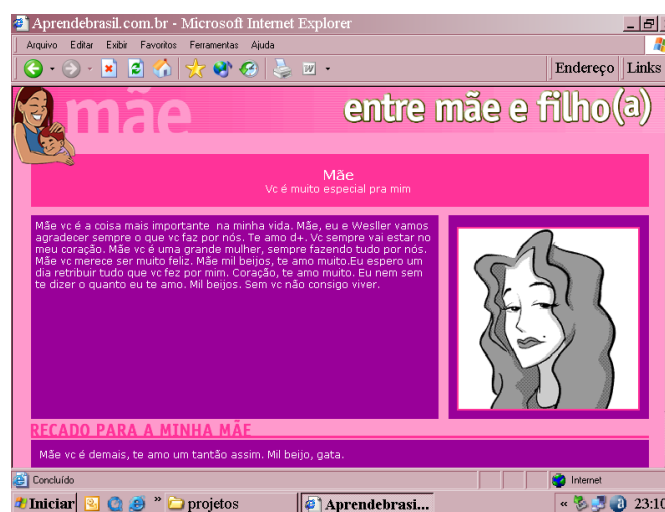 Aprendebrasil.com.br - Microsoft Internet Explorer
Arquivo Editar Exibir Favoritos Ferramentas Ajuda
Endereço Links
mãe
entre mãe e filho(a)
Mãe
Vc é muito especial pra mim
Mãe vc é a coisa mais importante na minha vida. Mãe, eu e Wesller vamos
agradecer sempre o que vc faz por nós. Te amo d+. Vc sempre vai estar no
meu coração. Mãe vc é uma grande mulher, sempre fazendo tudo por nós.
Mãe vc merece ser muito feliz. Mãe mil beijos, te amo muito.Eu espero um
dia retribuir tudo que vc fez por mim. Coração, te amo muito. Eu nem sem
te dizer o quanto eu te amo. Mil beijos. Sem vc não consigo viver.
RECADO PARA A MINHA MÃE
Mãe vc é demais, te amo um tantão assim. Mil beijo, gata.
Concluído Internet
Iniciar » projetos Aprendebrasi... « 23:10